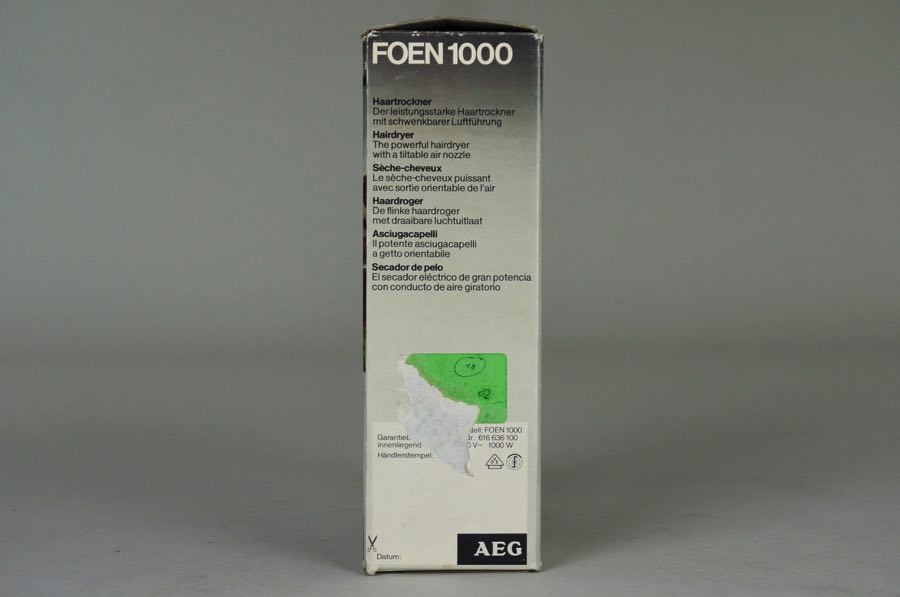 FOEN 1000
Haartrockner
Der leistungsstarke Haartrockner
mit schwenkbarer Luftführung
Hairdryer
The powerful hairdryer
with a tiltable air nozzle
Sèche-cheveux
Le sèche-cheveux puissant
avec sortie orientable de l'air
Haardroger
De flinke haardroger
met draaibare luchtuitlaat
Asciugacapelli
Il potente asciugacapelli
a getto orientabile
Secador de pelo
El secador eléctrico de gran potencia
con conducto de aire giratorio
FOEN 1000
616 636 100
innenliegend
V~ 1000 W
Händlerstempel:
Datum:
AEG